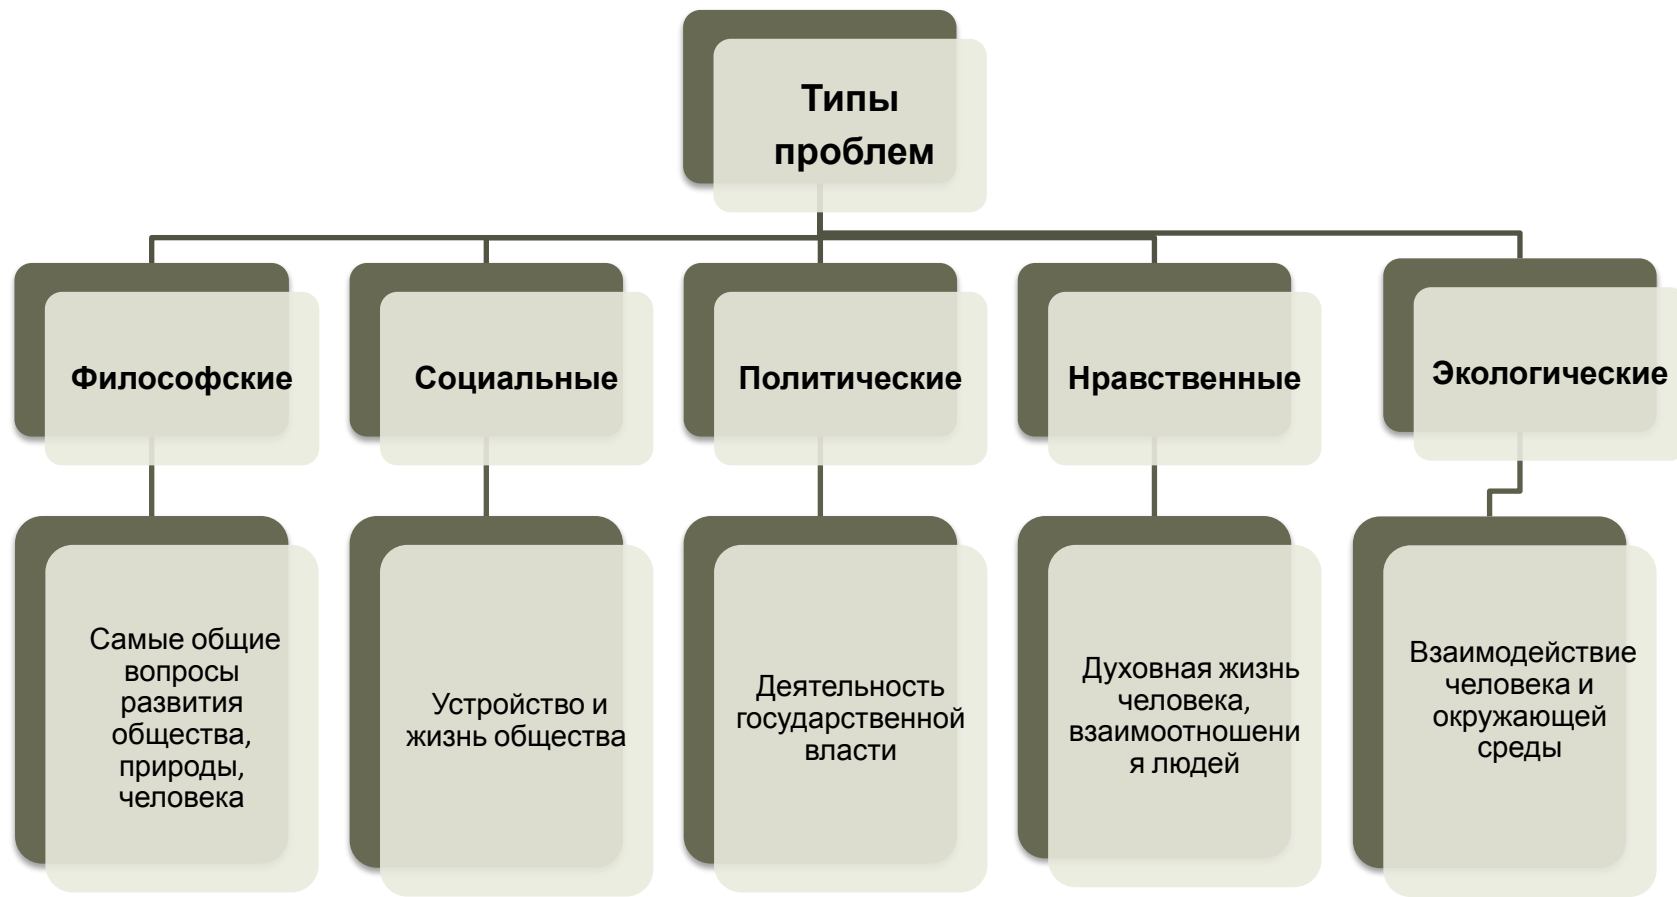 Типы
проблем
Философские
Социальные
Политические
Нравственные
Экологические
Самые общие
вопросы
развития
общества,
природы,
человека
Устройство и
жизнь общества
Деятельность
государственной
власти
Духовная жизнь
человека,
взаимоотношени
я людей
Взаимодействие
человека и
окружающей
среды